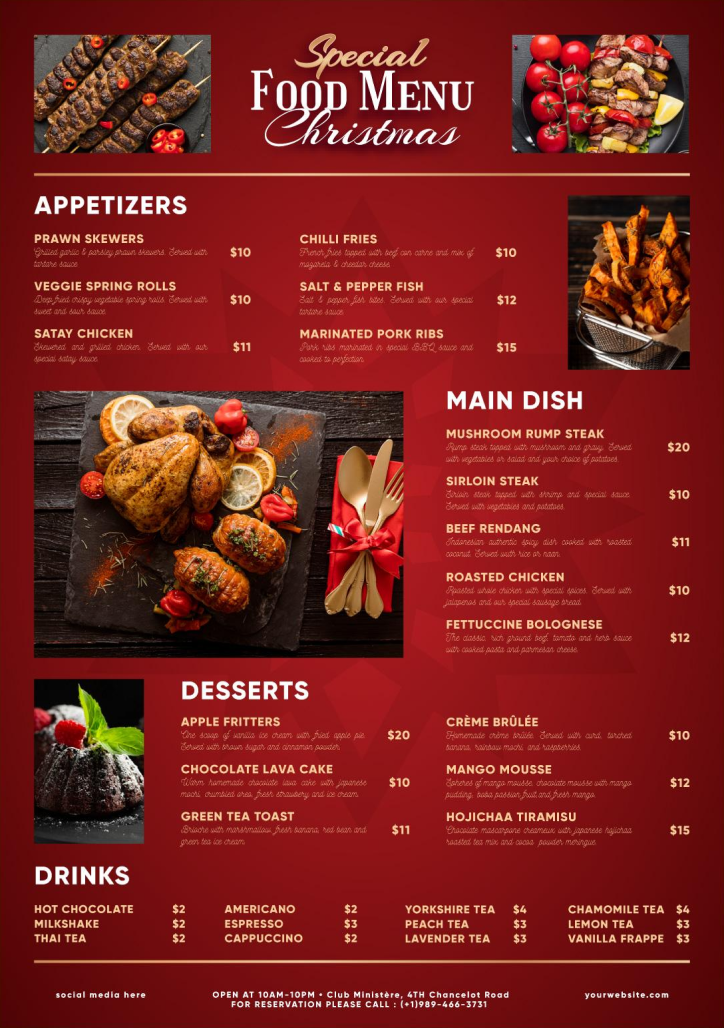 Special
FOOD MENU
Christmas
APPETIZERS
PRAWN SKEWERS
Grilled garlic & parsley prawn skewers. Served with
tartare sauce.
$10
VEGGIE SPRING ROLLS
Deep fried crispy vegetable spring rolls. Served with
sweet and sour sauce.
$10
SATAY CHICKEN
Skewered and grilled chicken. Served with our
special satay sauce.
$11
CHILLI FRIES
French fries topped with beef con carne and mix of
mozarela & cheedar cheese.
$10
SALT & PEPPER FISH
Salt & pepper fish bites. Served with our special
tartare sauce.
$12
MARINATED PORK RIBS
Pork ribs marinated in special BBQ sauce and
cooked to perfection.
$15
MAIN DISH
MUSHROOM RUMP STEAK
Rump steak topped with mushroom and gravy. Served
with vegetables or salad and your choice of potatoes.
$20
SIRLOIN STEAK
Sirloin steak topped with shrimp and special sauce.
Served with vegetables and potatoes.
$10
BEEF RENDANG
Indonesian authentic spicy dish cooked with roasted
coconut. Served with rice or naan.
$11
ROASTED CHICKEN
Roasted whole chicken with special spices. Served with
jalapenos and our special sausage bread.
$10
FETTUCCINE BOLOGNESE
The classic, rich ground beef, tomato and herb sauce
with cooked pasta and parmesan cheese.
$12
DESSERTS
APPLE FRITTERS
One scoop of vanilla ice cream with fried apple pie.
Served with brown sugar and cinnamon powder.
$20
CHOCOLATE LAVA CAKE
Warm homemade chocolate lava cake with japanese
mochi, crumbled oreo, fresh strawberry and ice cream.
$10
GREEN TEA TOAST
Brioche with marshmallow, fresh banana, red bean and
green tea ice cream.
$11
CRÈME BRÛLÉE
Homemade crème brûlée. Served with curd, torched
banana, rainbow mochi, and raspberries.
$10
MANGO MOUSSE
Spheres of mango mousse, chocolate mousse with mango
pudding, boba passion fruit and fresh mango.
$12
HOJICHAA TIRAMISU
Chocolate mascarpone creameux with japanese hojichaa
roasted tea mix and cocoa powder meringue.
$15
DRINKS
HOT CHOCOLATE $2
MILKSHAKE $2
THAI TEA $2
AMERICANO $2
ESPRESSO $3
CAPPUCCINO $2
YORKSHIRE TEA $4
PEACH TEA $3
LAVENDER TEA $3
CHAMOMILE TEA $4
LEMON TEA $3
VANILLA FRAPPE $3
social media here
OPEN AT 10AM-10PM • Club Ministère, 4TH Chancelot Road
FOR RESERVATION PLEASE CALL : (+1)989-466-3731
yourwebsite.com